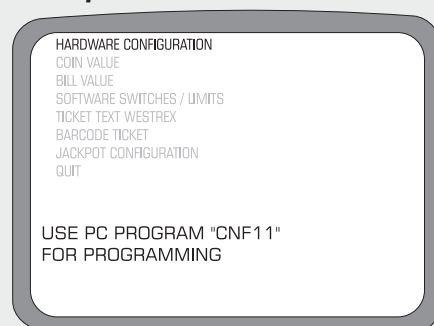 HARDWARE CONFIGURATION
COIN VALUE
BILL VALUE
SOFTWARE SWITCHES / LIMITS
TICKET TEXT WESTREX
BARCODE TICKET
JACKPOT CONFIGURATION
QUIT
USE PC PROGRAM "CNF11"
FOR PROGRAMMING